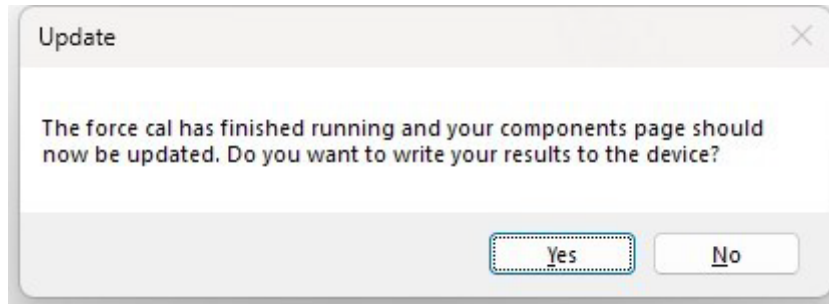 Update
The force cal has finished running and your components page should
now be updated. Do you want to write your results to the device?
Yes
No